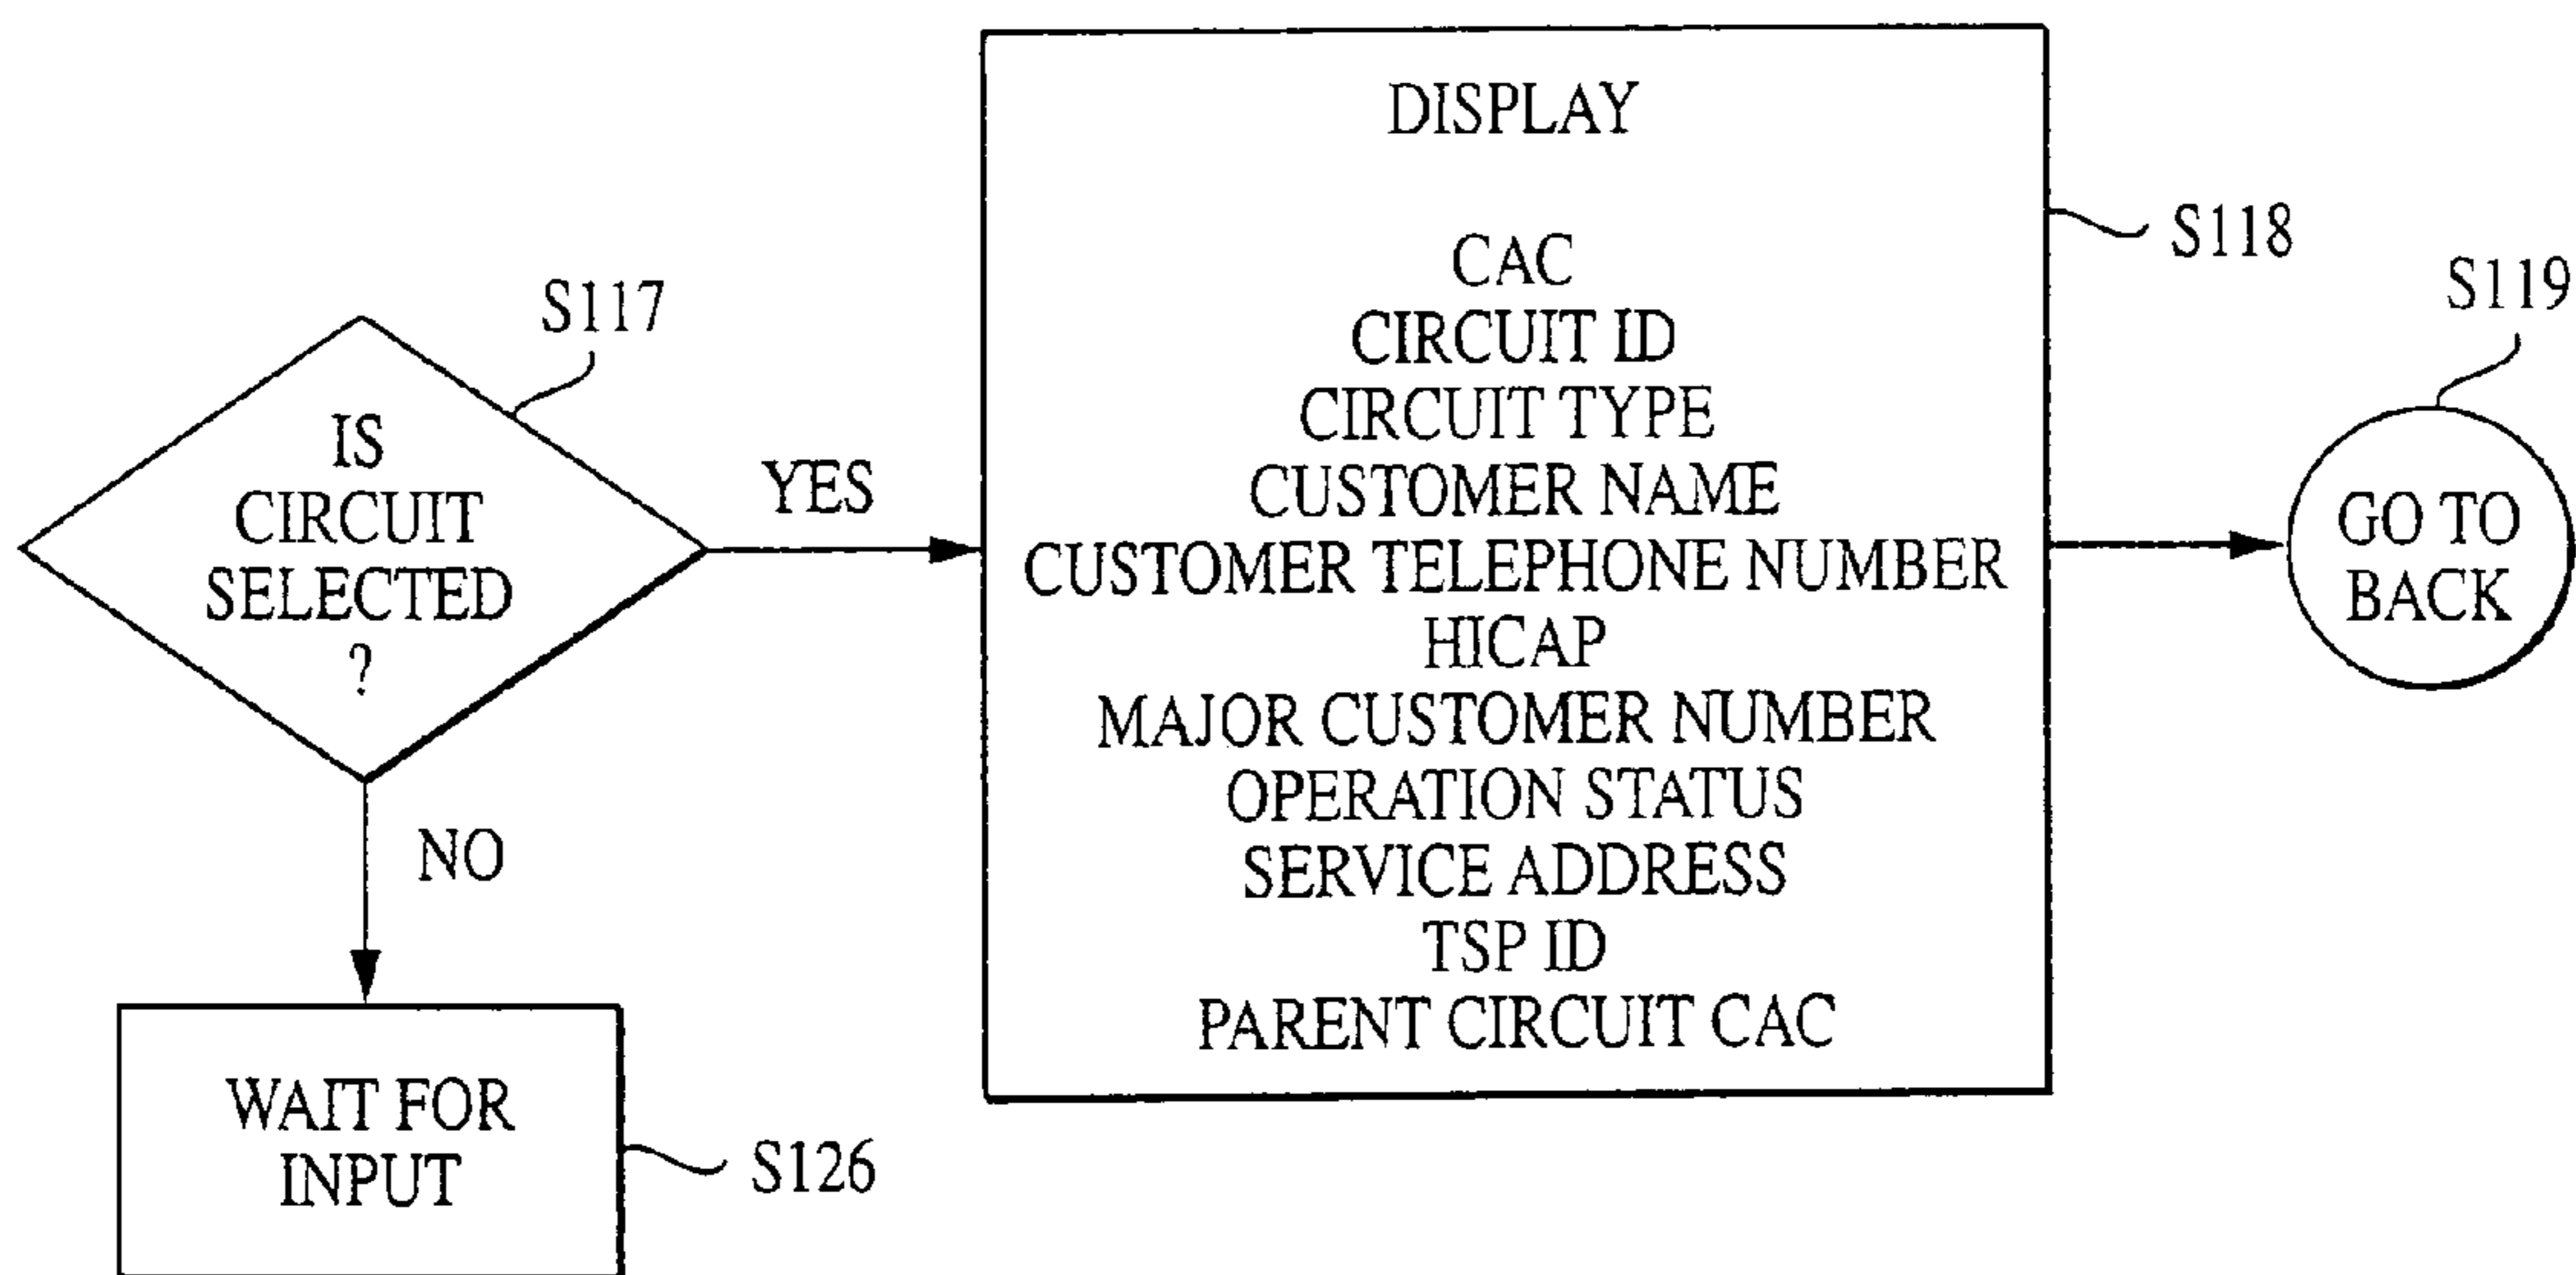 S117
IS
CIRCUIT
SELECTED
?
YES
NO
WAIT FOR
INPUT
S126
DISPLAY
CAC
CIRCUIT ID
CIRCUIT TYPE
CUSTOMER NAME
CUSTOMER TELEPHONE NUMBER
HICAP
MAJOR CUSTOMER NUMBER
OPERATION STATUS
SERVICE ADDRESS
TSP ID
PARENT CIRCUIT CAC
S118
S119
GO TO
BACK